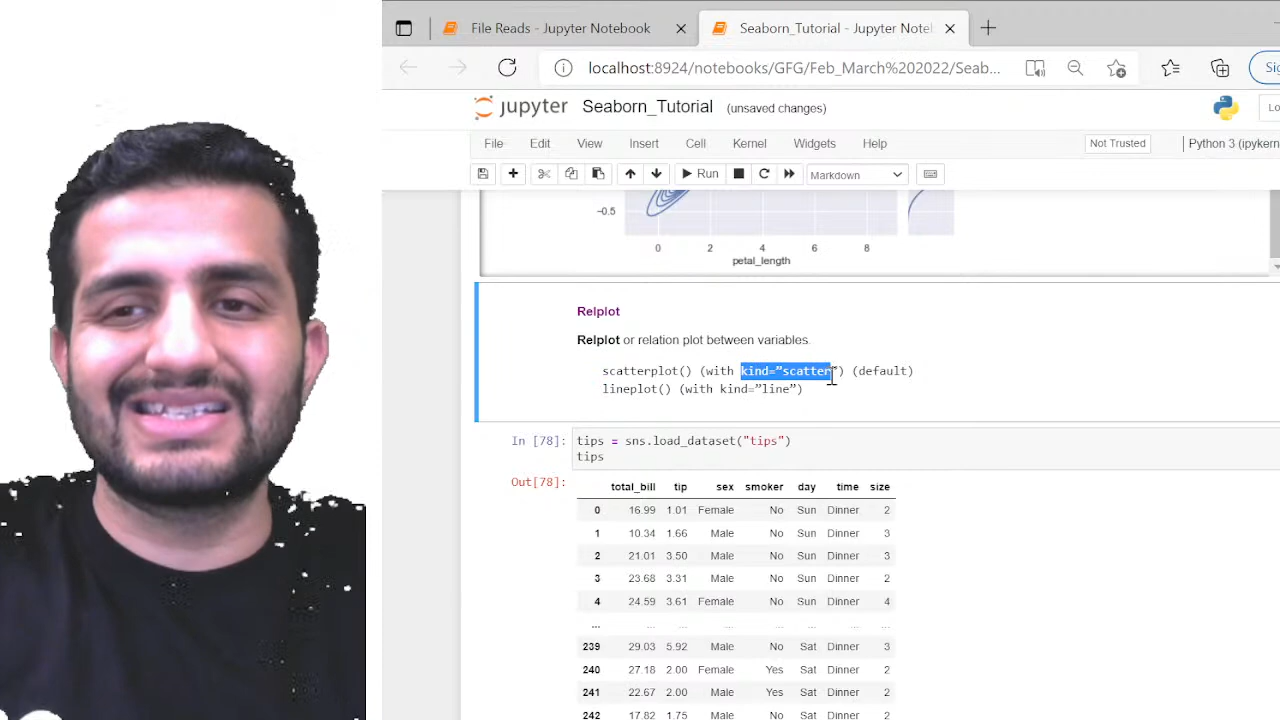 File Reads - Jupyter Notebook
Seaborn_Tutorial - Jupyter Note
localhost:8924/notebooks/GFG/Feb_March%202022/Seab...
jupyter Seaborn_Tutorial (unsaved changes)
File Edit View Insert Cell Kernel Widgets Help Not Trusted Python 3 (ipykern
Run Markdown
−0.5
0 2 4 6 8
petal_length
Relplot
Relplot or relation plot between variables.
scatterplot() (with kind=”scatter”) (default)
lineplot() (with kind=”line”)
In [78]: tips = sns.load_dataset("tips")
tips
Out[78]:
total_bill tip sex smoker day time size
0 16.99 1.01 Female No Sun Dinner 2
1 10.34 1.66 Male No Sun Dinner 3
2 21.01 3.50 Male No Sun Dinner 3
3 23.68 3.31 Male No Sun Dinner 2
4 24.59 3.61 Female No Sun Dinner 4
... ... ... ... ... ... ... ...
239 29.03 5.92 Male No Sat Dinner 3
240 27.18 2.00 Female Yes Sat Dinner 2
241 22.67 2.00 Male Yes Sat Dinner 2
242 17.82 1.75 Male No Sat Dinner 2